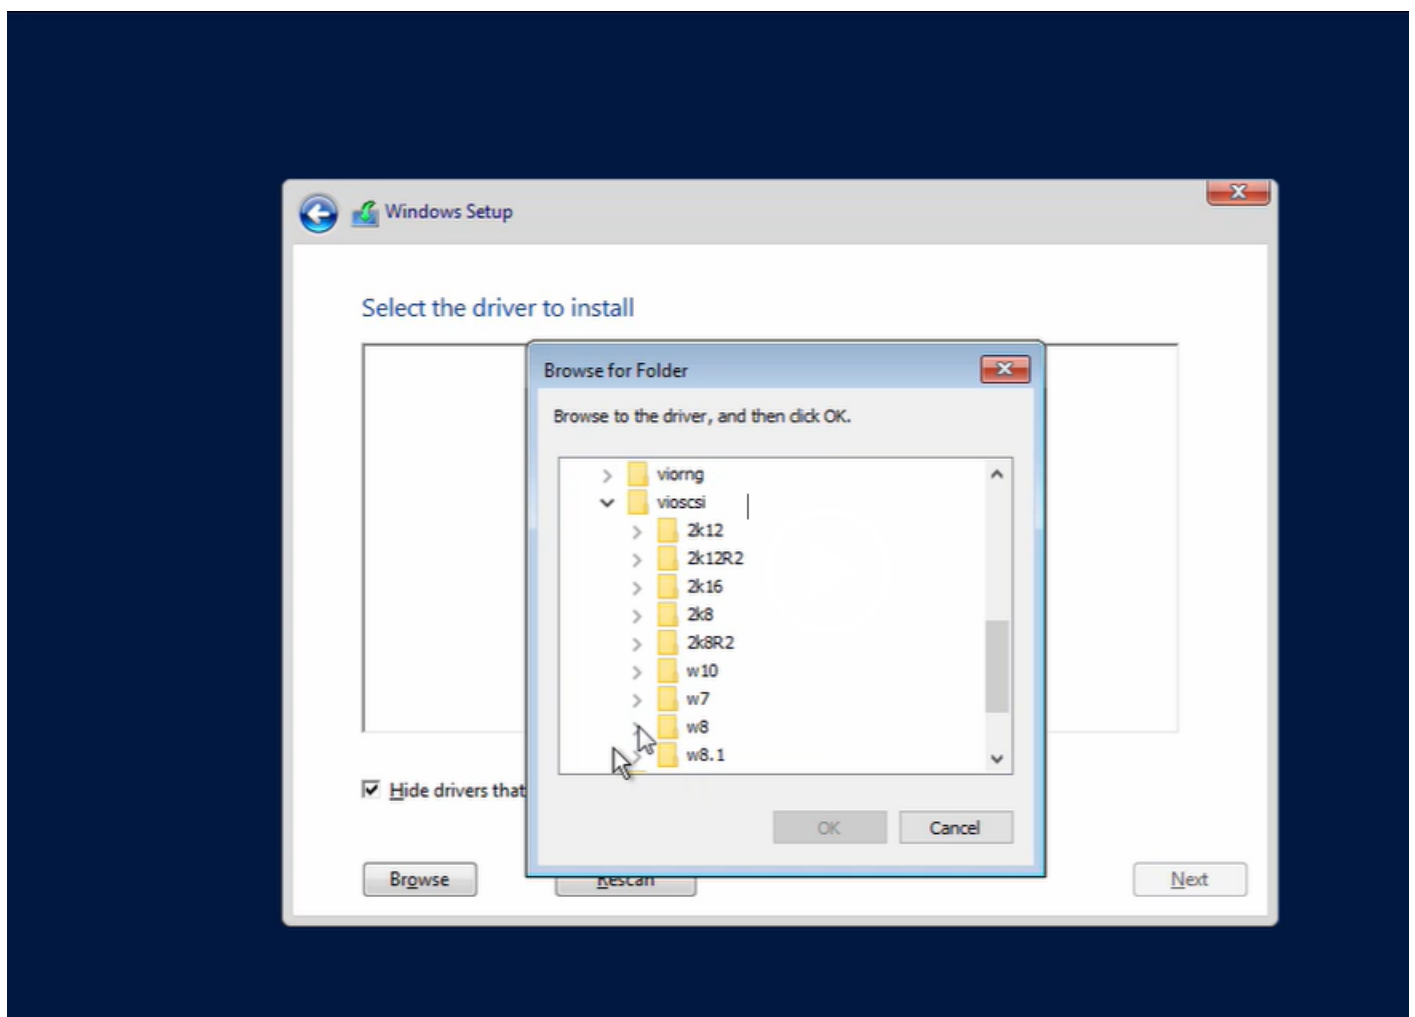 Windows Setup
Select the driver to install
Browse for Folder
Browse to the driver, and then click OK.
viorng
vioscsi
2k12
2k12R2
2k16
2k8
2k8R2
w10
w7
w8
w8.1
Hide drivers that
OK
Cancel
Browse
Rescan
Next